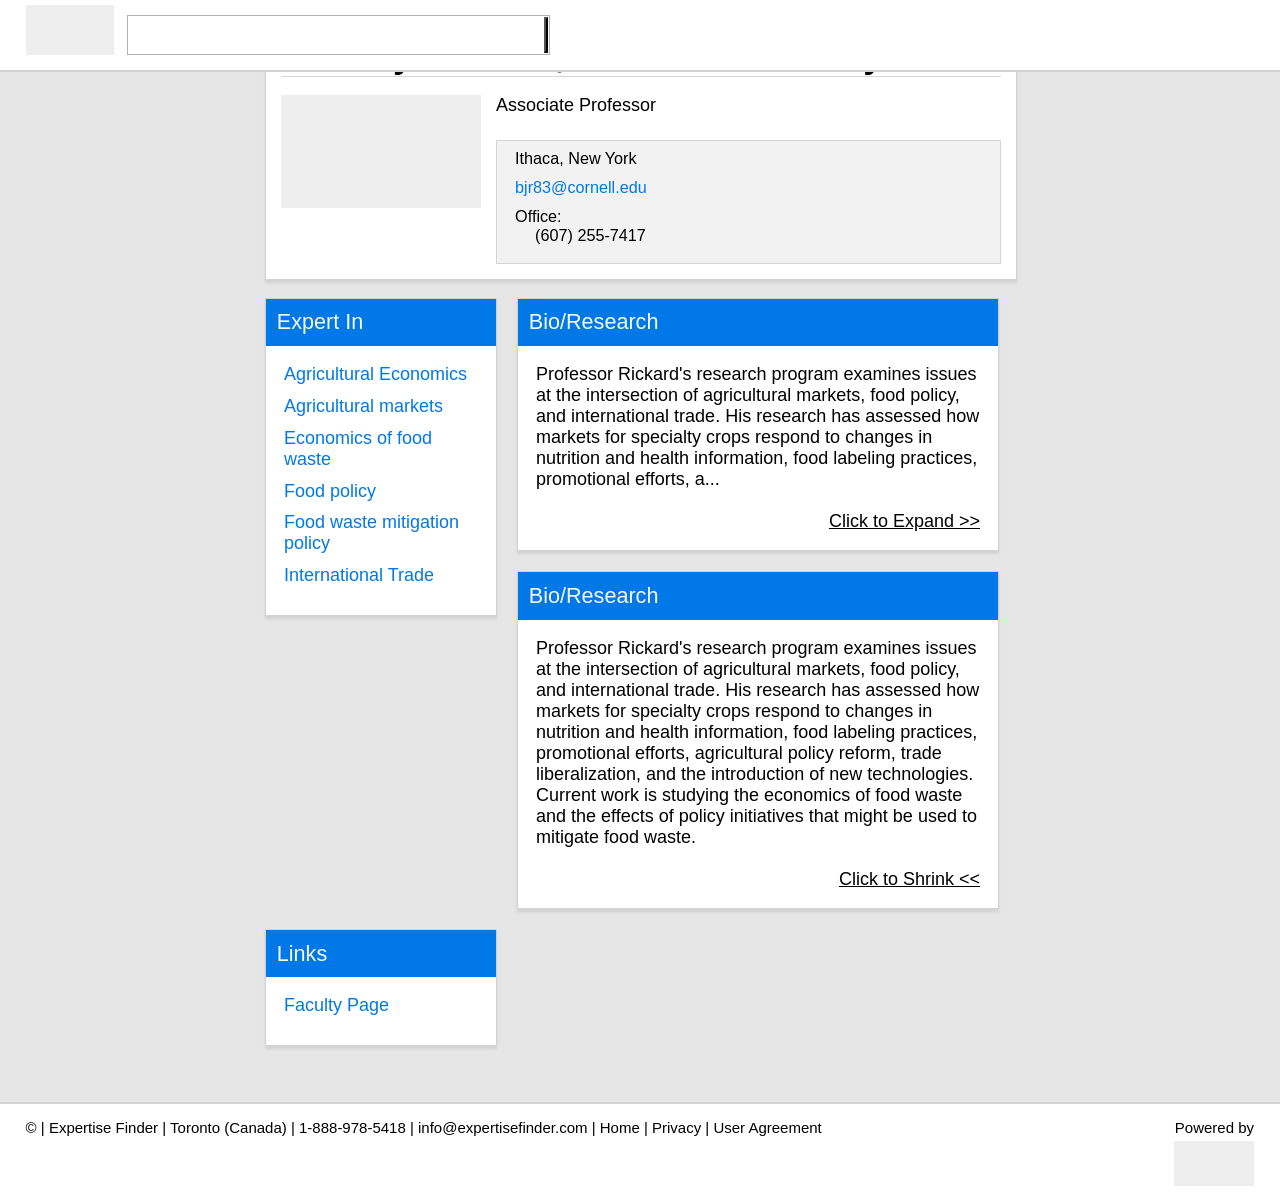 Associate Professor
Ithaca, New York
bjr83@cornell.edu
Office:
(607) 255-7417
Expert In
Agricultural Economics
Agricultural markets
Economics of food
waste
Food policy
Food waste mitigation
policy
International Trade
Bio/Research
Professor Rickard's research program examines issues
at the intersection of agricultural markets, food policy,
and international trade. His research has assessed how
markets for specialty crops respond to changes in
nutrition and health information, food labeling practices,
promotional efforts, a...
Click to Expand >>
Bio/Research
Professor Rickard's research program examines issues
at the intersection of agricultural markets, food policy,
and international trade. His research has assessed how
markets for specialty crops respond to changes in
nutrition and health information, food labeling practices,
promotional efforts, agricultural policy reform, trade
liberalization, and the introduction of new technologies.
Current work is studying the economics of food waste
and the effects of policy initiatives that might be used to
mitigate food waste.
Click to Shrink <<
Links
Faculty Page
© | Expertise Finder | Toronto (Canada) | 1-888-978-5418 | info@expertisefinder.com | Home | Privacy | User Agreement
Powered by